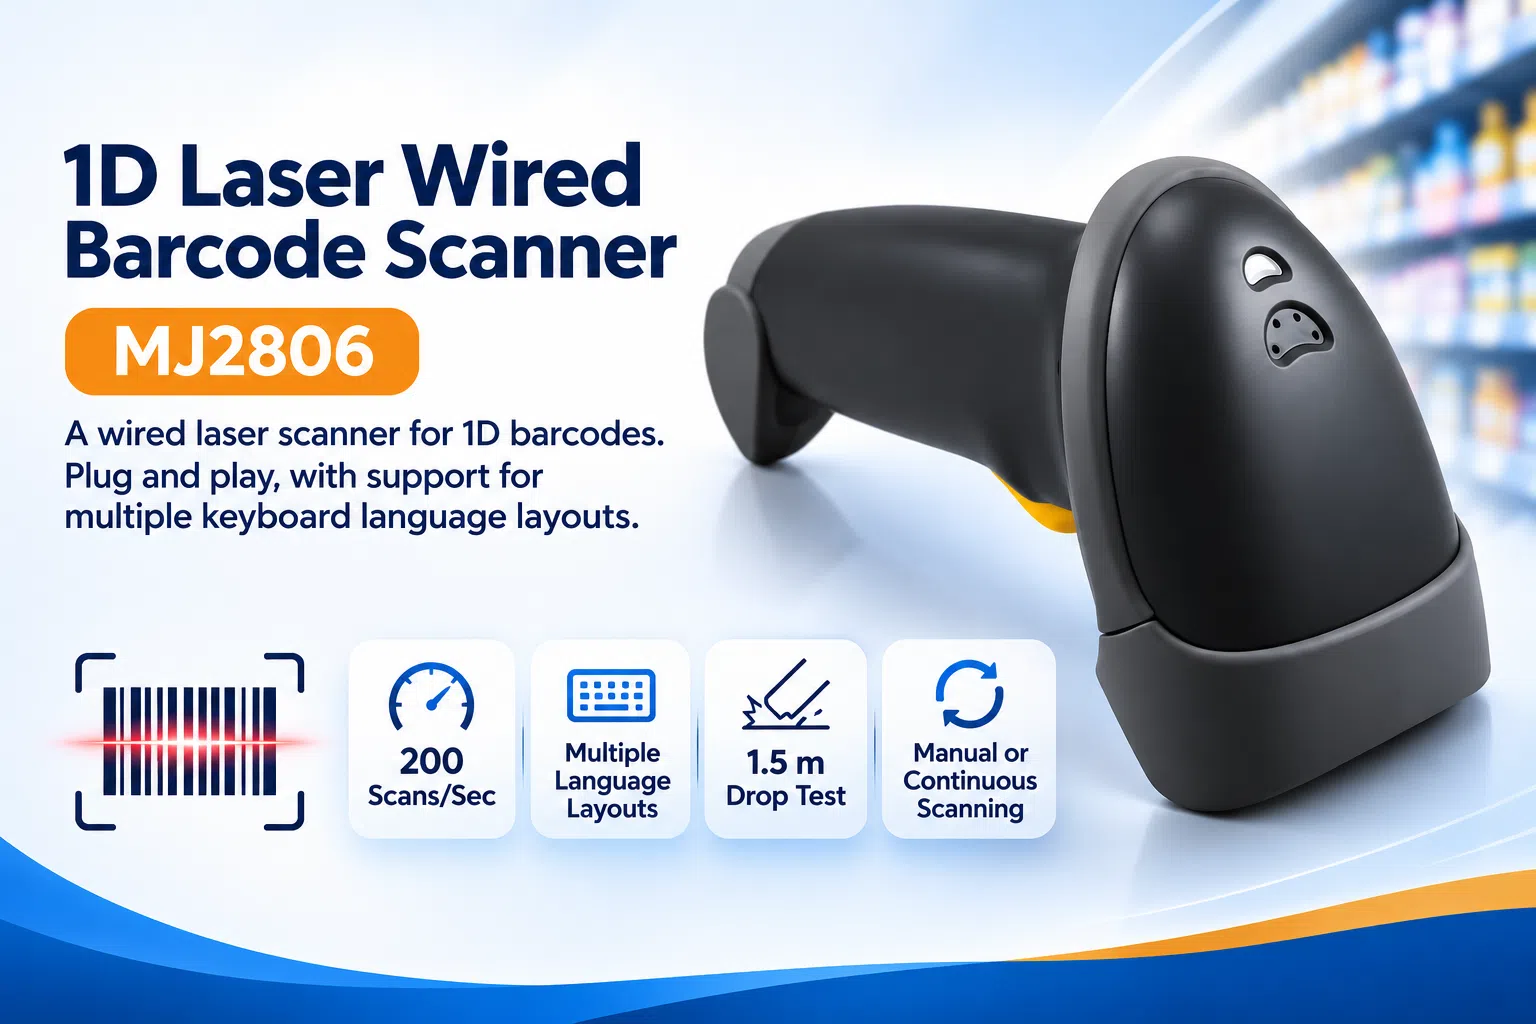 1D Laser Wired
Barcode Scanner
MJ2806
A wired laser scanner for 1D barcodes.
Plug and play, with support for
multiple keyboard language layouts.
200
Scans/Sec
Multiple
Language
Layouts
1.5 m
Drop Test
Manual or
Continuous
Scanning